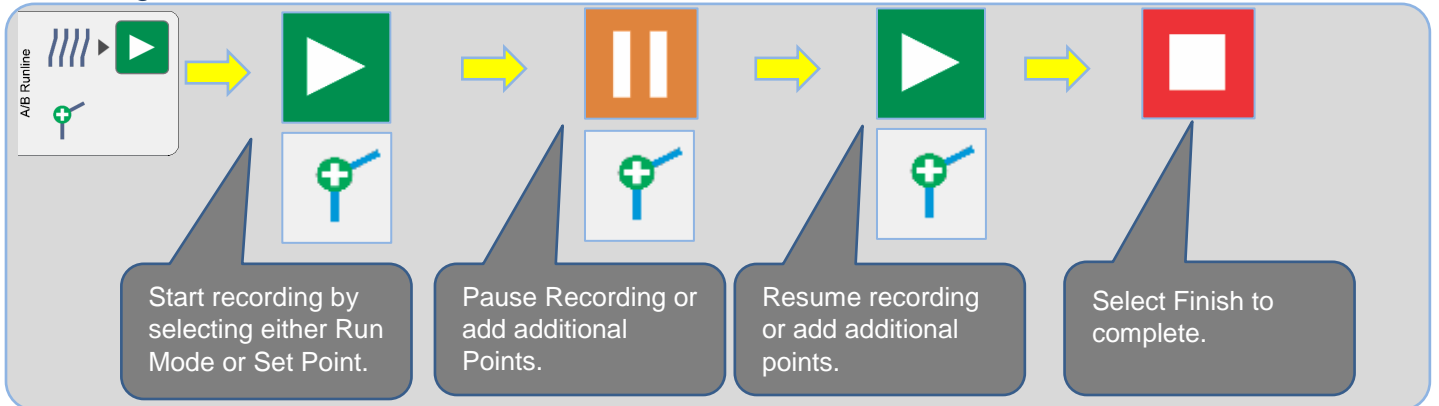 A/B Runline
Start recording by
selecting either Run
Mode or Set Point.
Pause Recording or
add additional
Points.
Resume recording
or add additional
points.
Select Finish to
complete.